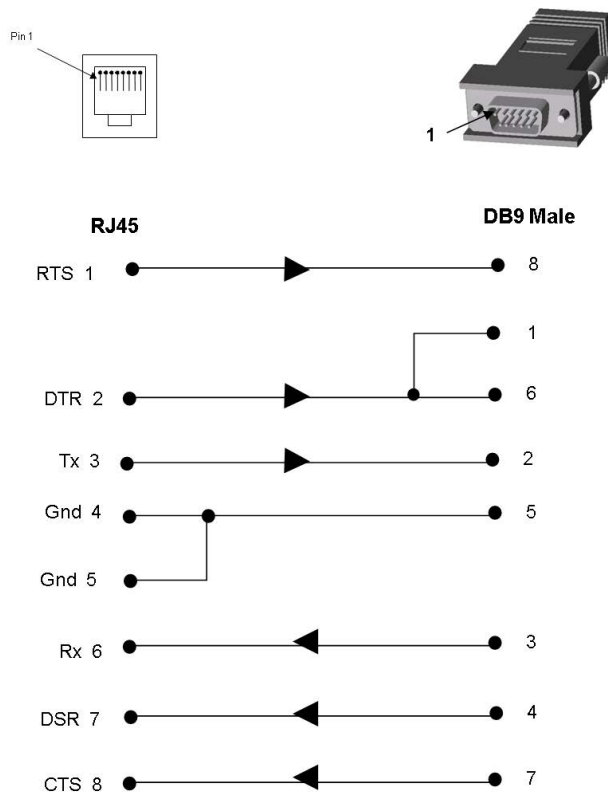 Pin 1
1
RJ45
DB9 Male
RTS 1
8
1
DTR 2
6
Tx 3
2
Gnd 4
5
Gnd 5
Rx 6
3
DSR 7
4
CTS 8
7